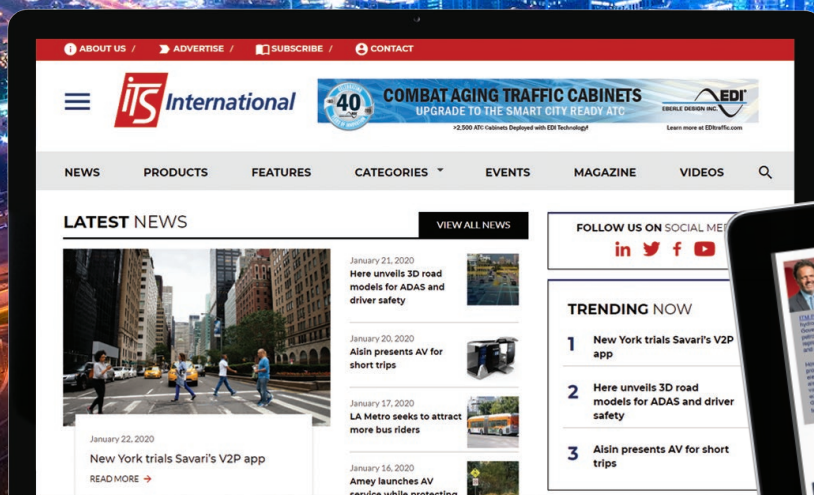 ABOUT US /
ADVERTISE /
SUBSCRIBE /
CONTACT
iTS International
40
COMBAT AGING TRAFFIC CABINETS
UPGRADE TO THE SMART CITY READY ATC
>2,500 ATC Cabinets Deployed with EDI Technology!
EDI
EBERLE DESIGN INC.
Learn more at EDItraffic.com
NEWS
PRODUCTS
FEATURES
CATEGORIES
EVENTS
MAGAZINE
VIDEOS
LATEST NEWS
VIEW ALL NEWS
January 22, 2020
New York trials Savari's V2P app
READ MORE →
January 21, 2020
Here unveils 3D road
models for ADAS and
driver safety
January 20, 2020
Aisin presents AV for
short trips
January 17, 2020
LA Metro seeks to attract
more bus riders
January 16, 2020
Amey launches AV
service while protecting
FOLLOW US ON SOCIAL
in f
TRENDING NOW
1 New York trials Savari's V2P
app
2 Here unveils 3D road
models for ADAS and driver
safety
3 Aisin presents AV for short
trips